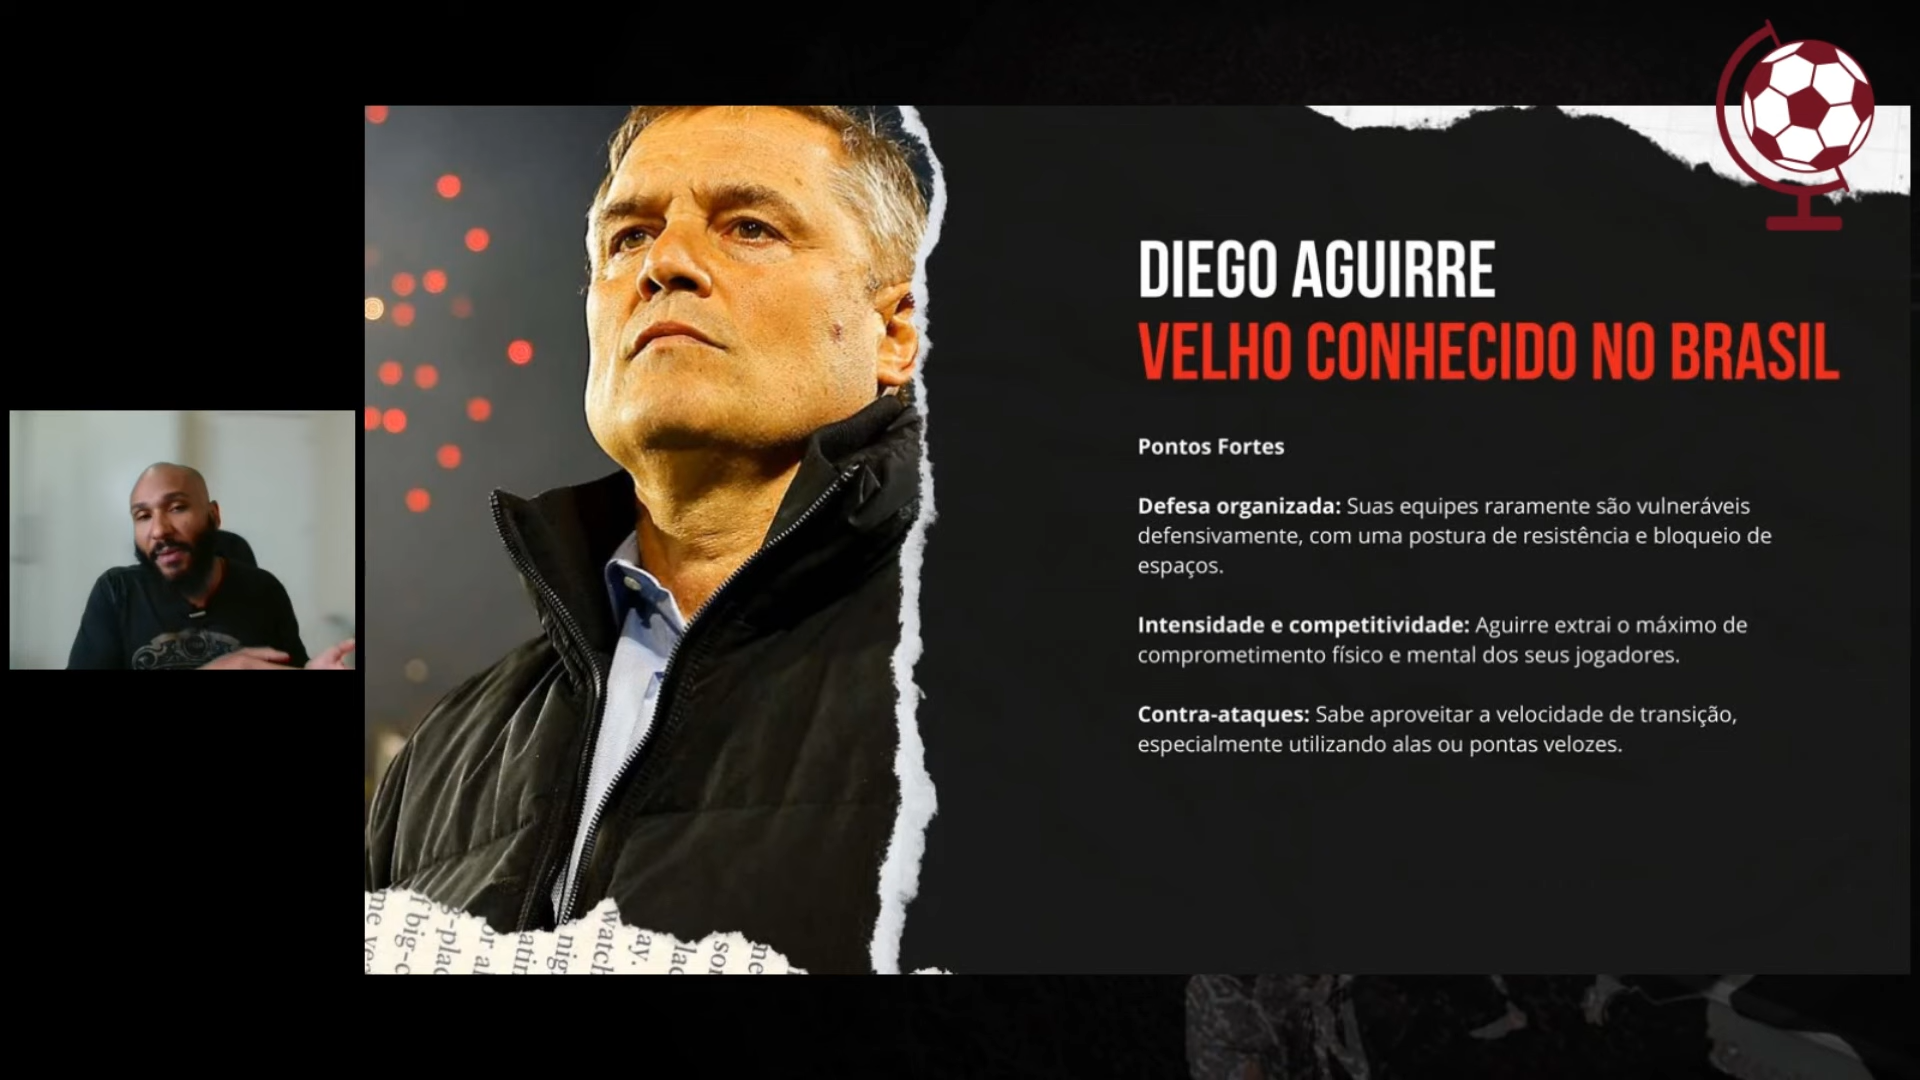 DIEGO AGUIRRE
VELHO CONHECIDO NO BRASIL
Pontos Fortes
Defesa organizada: Suas equipes raramente são vulneráveis
defensivamente, com uma postura de resistência e bloqueio de
espaços.
Intensidade e competitividade: Aguirre extrai o máximo de
comprometimento físico e mental dos seus jogadores.
Contra-ataques: Sabe aproveitar a velocidade de transição,
especialmente utilizando alas ou pontas velozes.